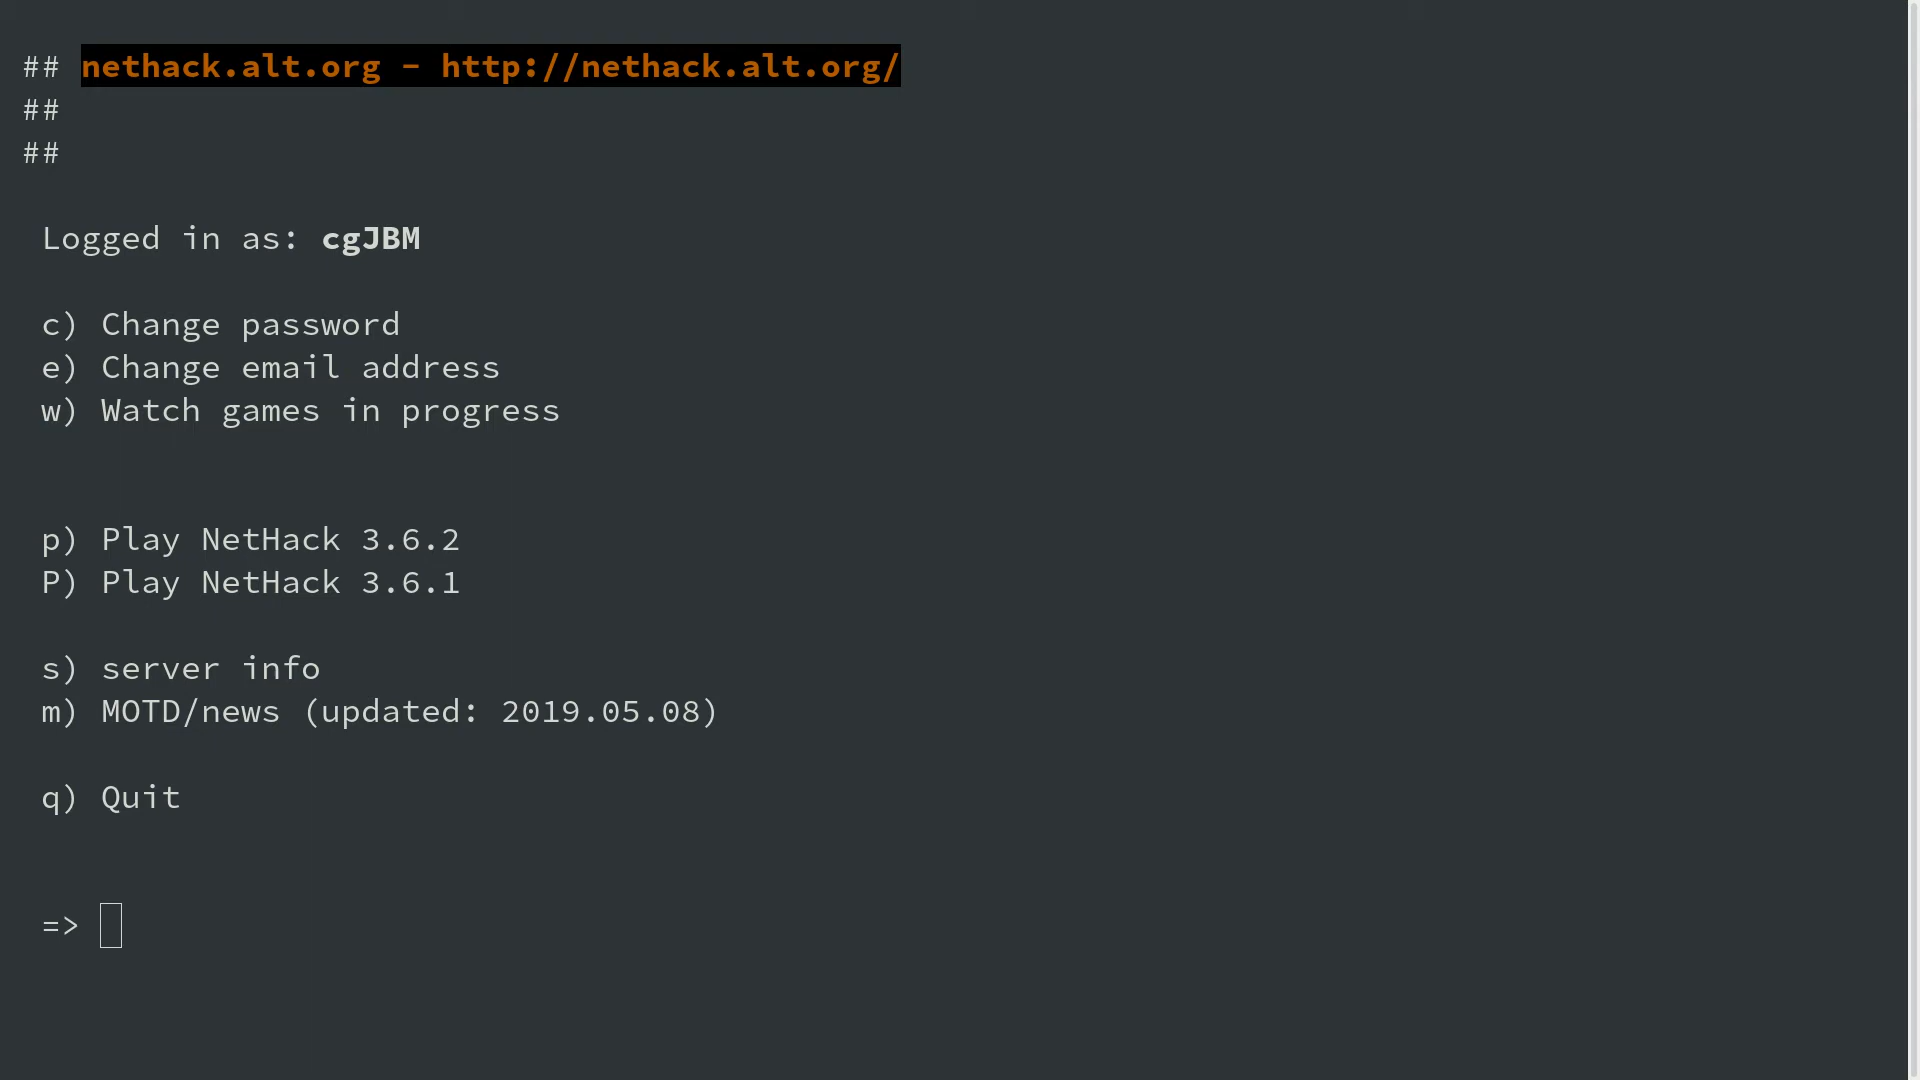 ## nethack.alt.org - http://nethack.alt.org/
##
##
Logged in as: cgJBM
c) Change password
e) Change email address
w) Watch games in progress
p) Play NetHack 3.6.2
P) Play NetHack 3.6.1
s) server info
m) MOTD/news (updated: 2019.05.08)
q) Quit
=>